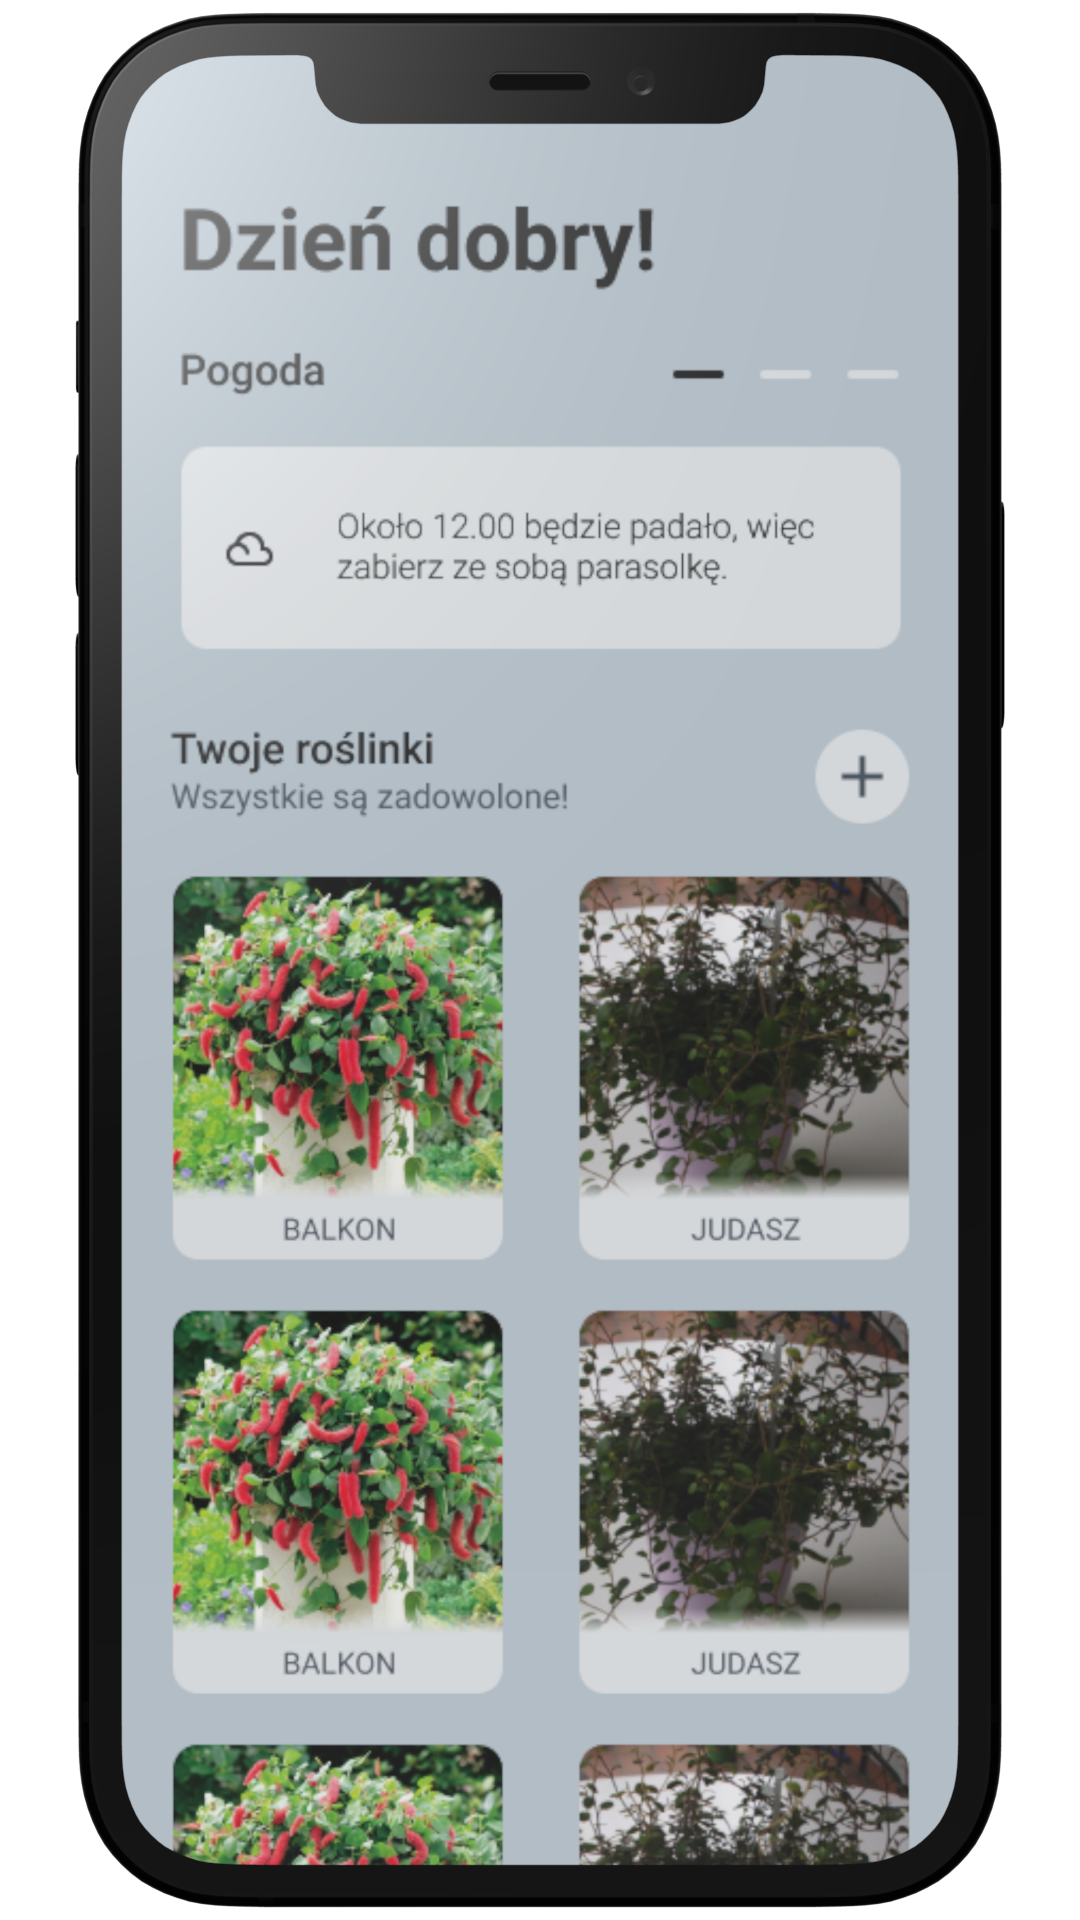 Dzień dobry!
Pogoda
Około 12.00 będzie padało, więc
zabierz ze sobą parasolkę.
Twoje roślinki
Wszystkie są zadowolone!
BALKON
JUDASZ
BALKON
JUDASZ